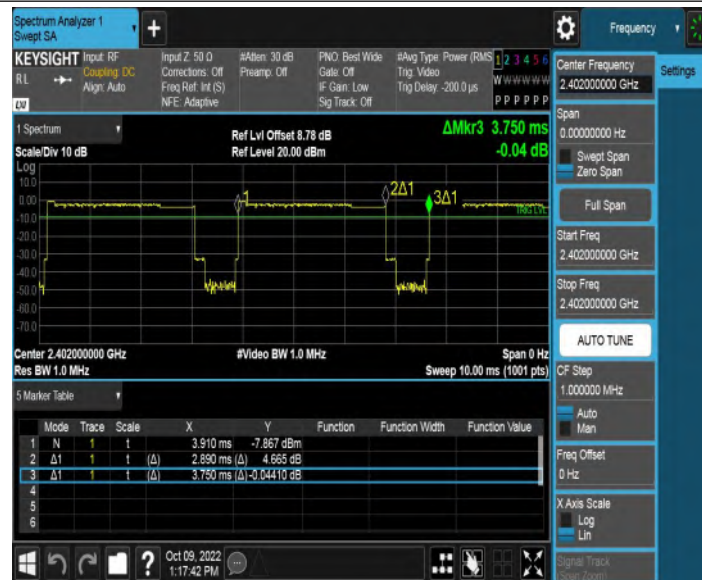 Spectrum Analyzer 1
Swept SA
+
Frequency
KEYSIGHT Input: RF
RL Coupling: DC
Align: Auto
LXI
Input Z: 50 Ω
Corrections: Off
Freq Ref: Int (S)
NFE: Adaptive
#Atten: 30 dB
Preamp: Off
PNO: Best Wide
Gate: Off
IF Gain: Low
Sig Track: Off
#Avg Type: Power (RMS
Trig: Video
Trig Delay: -200.0 µs
1 2 3 4 5 6
W W W W W W
P P P P P P
Center Frequency
2.402000000 GHz
Settings
Span
0.00000000 Hz
Swept Span
Zero Span
Full Span
Start Freq
2.402000000 GHz
Stop Freq
2.402000000 GHz
AUTO TUNE
CF Step
1.000000 MHz
Auto
Man
Freq Offset
0 Hz
X Axis Scale
Log
Lin
Signal Track
(Span Zoom)
1 Spectrum
Scale/Div 10 dB
Ref Lvl Offset 8.78 dB
Ref Level 20.00 dBm
ΔMkr3 3.750 ms
-0.04 dB
Log
10.0
0.00
-10.0
-20.0
-30.0
-40.0
-50.0
-60.0
-70.0
1
2Δ1
3Δ1
TRIG LVL
Center 2.402000000 GHz
Res BW 1.0 MHz
#Video BW 1.0 MHz
Span 0 Hz
Sweep 10.00 ms (1001 pts)
5 Marker Table
Mode Trace Scale X Y Function Function Width Function Value
1 N 1 t 3.910 ms -7.867 dBm
2 Δ1 1 t (Δ) 2.890 ms (Δ) 4.665 dB
3 Δ1 1 t (Δ) 3.750 ms (Δ) -0.04410 dB
4
5
6
?
Oct 09, 2022
1:17:42 PM